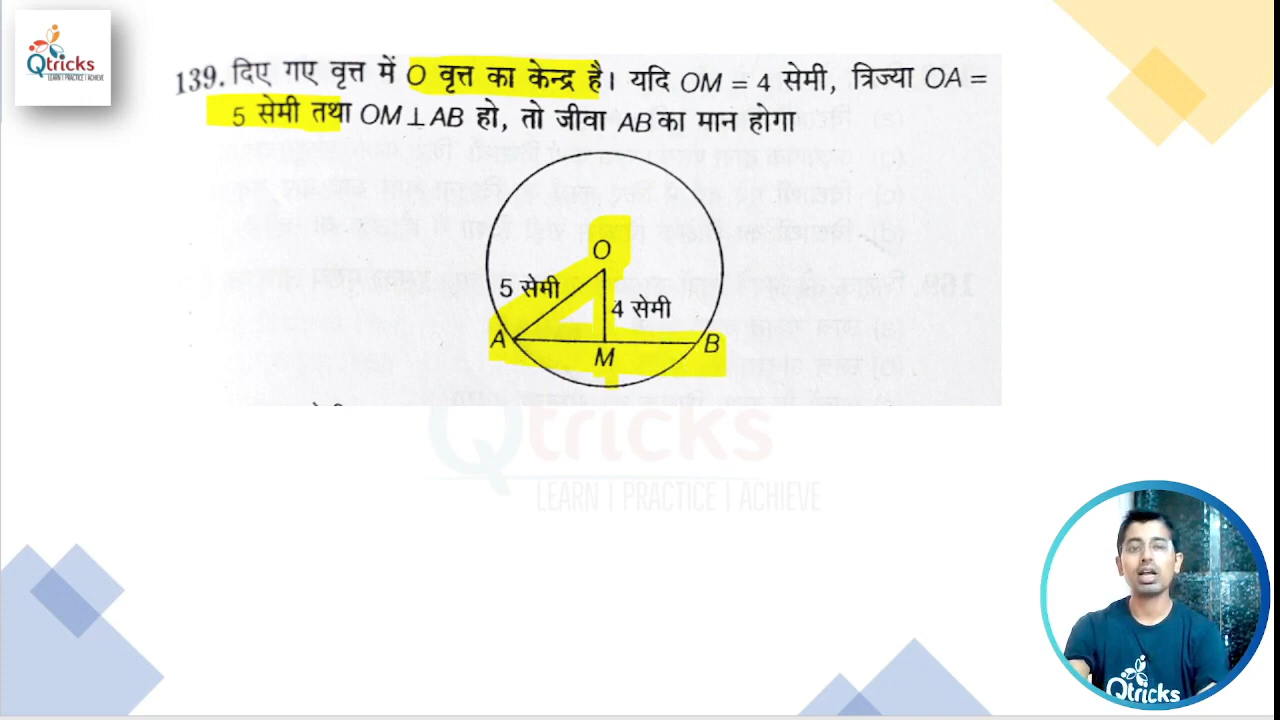 Qtricks
LEARN | PRACTICE | ACHIEVE
139. दिए गए वृत्त में O वृत्त का केन्द्र है। यदि OM = 4 सेमी, त्रिज्या OA =
5 सेमी तथा OM ⊥ AB हो, तो जीवा AB का मान होगा
O
5 सेमी
4 सेमी
A
M
B
Qtricks
LEARN | PRACTICE | ACHIEVE
Qtricks